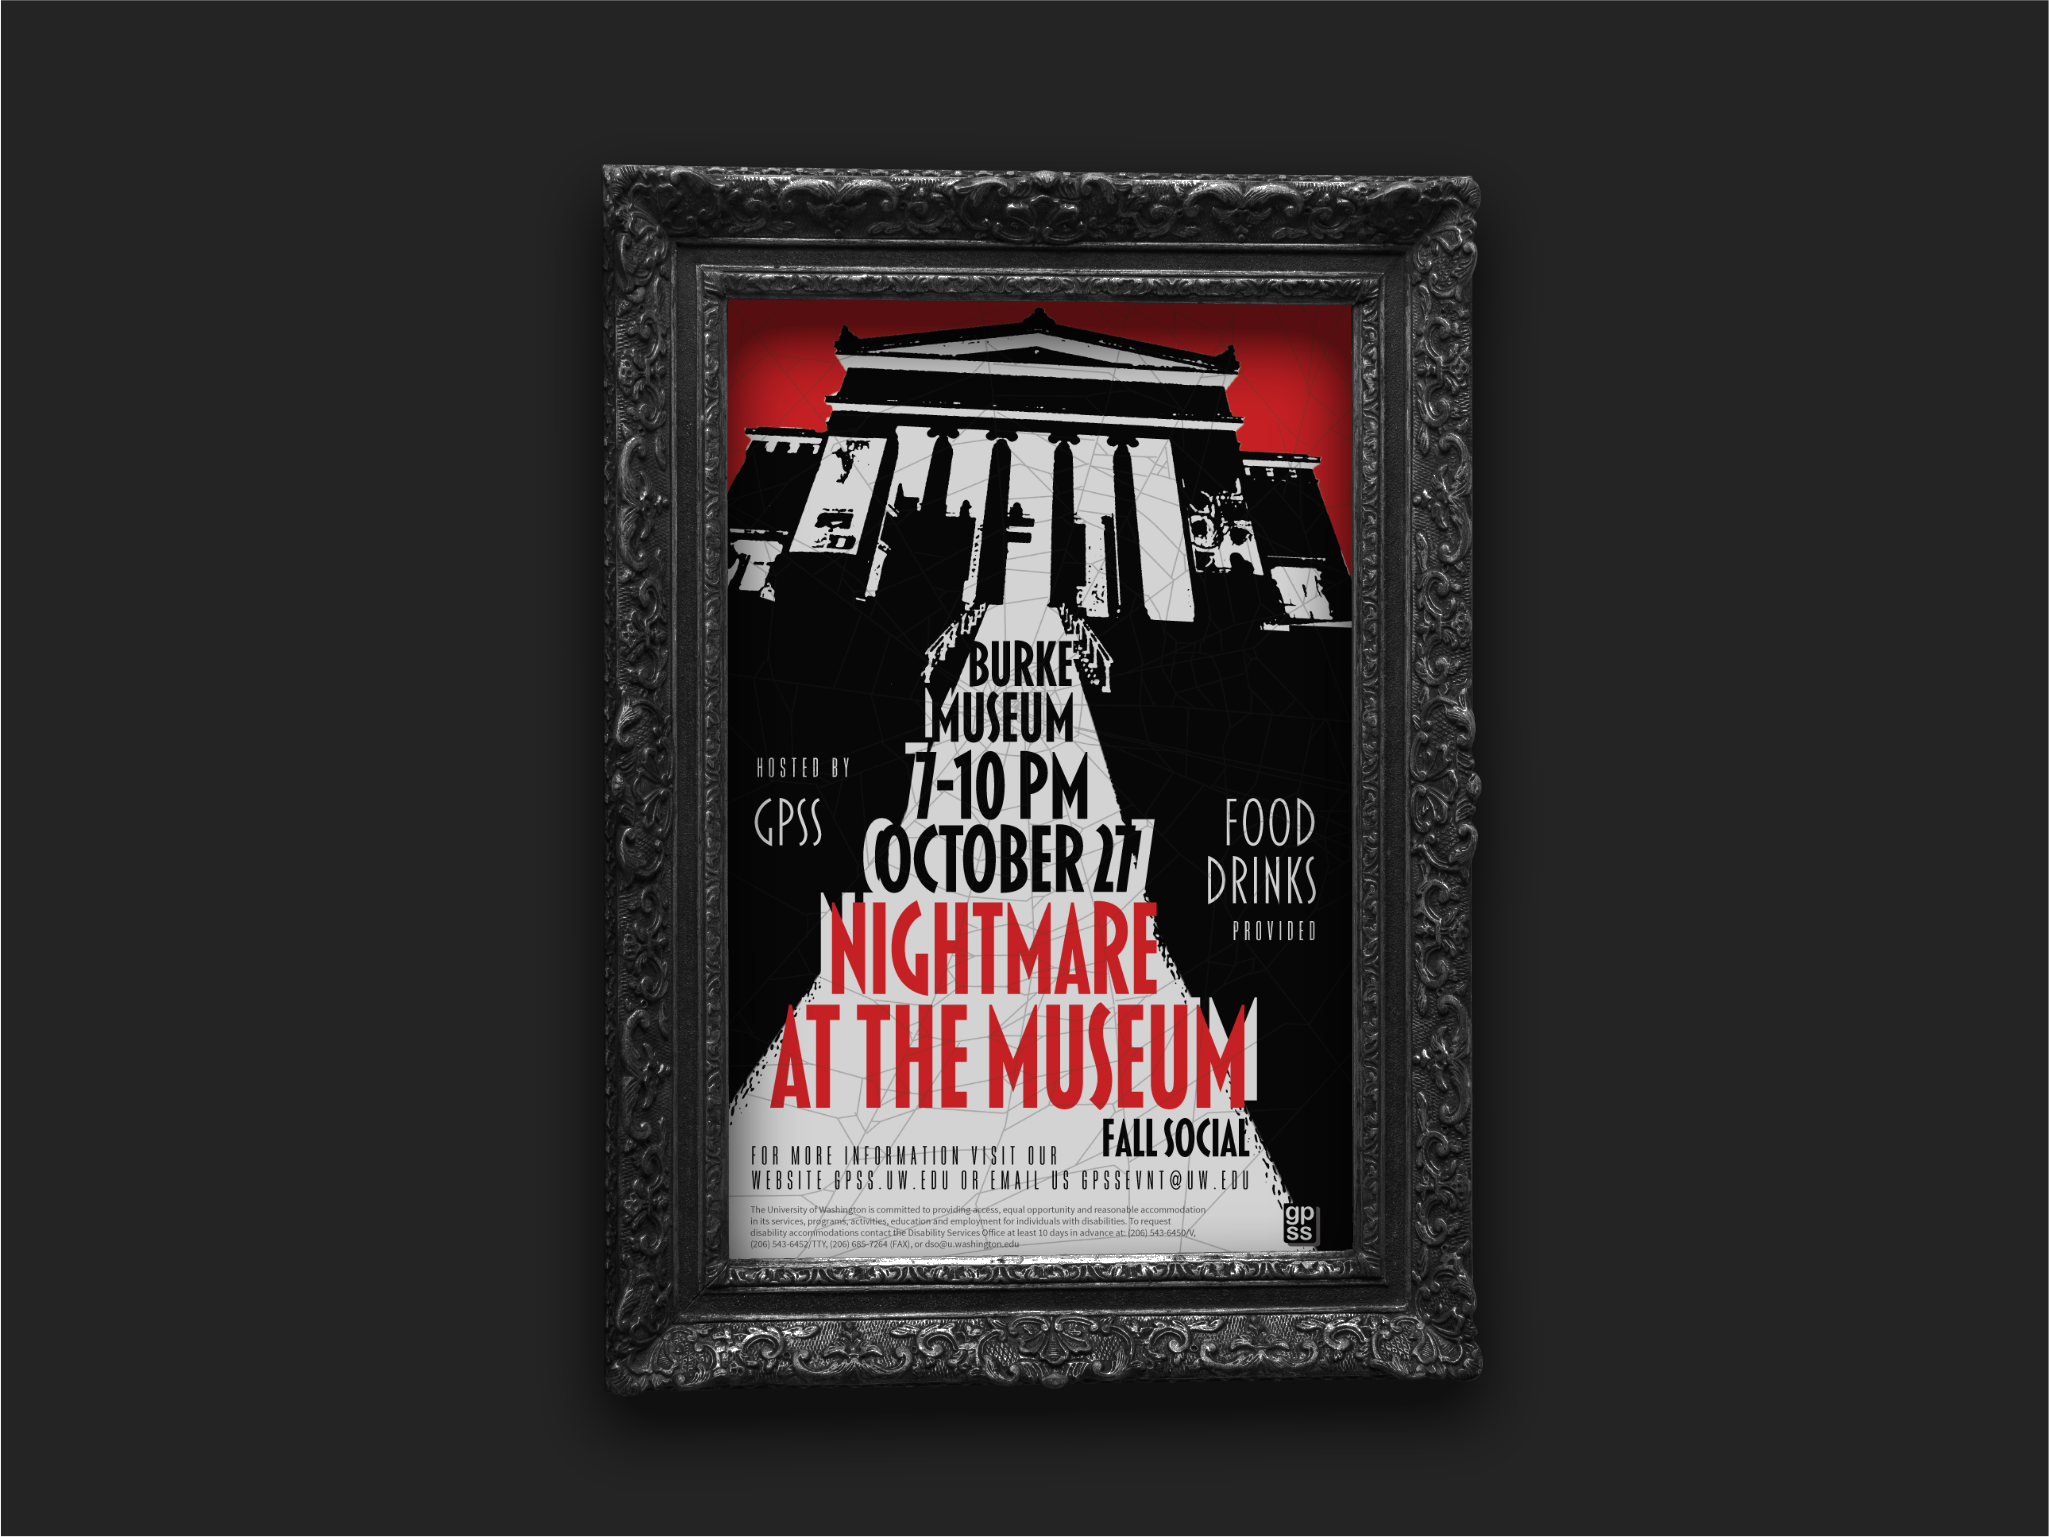 BURKE
MUSEUM
7-10 PM
OCTOBER 27
NIGHTMARE
AT THE MUSEUM
FALL SOCIAL
HOSTED BY
GPSS
FOOD
DRINKS
PROVIDED
FOR MORE INFORMATION VISIT OUR
WEBSITE GPSS.UW.EDU OR EMAIL US GPSSEVNT@UW.EDU
The University of Washington is committed to providing access, equal opportunity and reasonable accommodation
in its services, programs, activities, education and employment for individuals with disabilities. To request
disability accommodations contact the Disability Services Office at least 10 days in advance at: (206) 543-6450/V,
(206) 543-6452/TTY, (206) 685-7264 (FAX), or dso@u.washington.edu
gp
ss